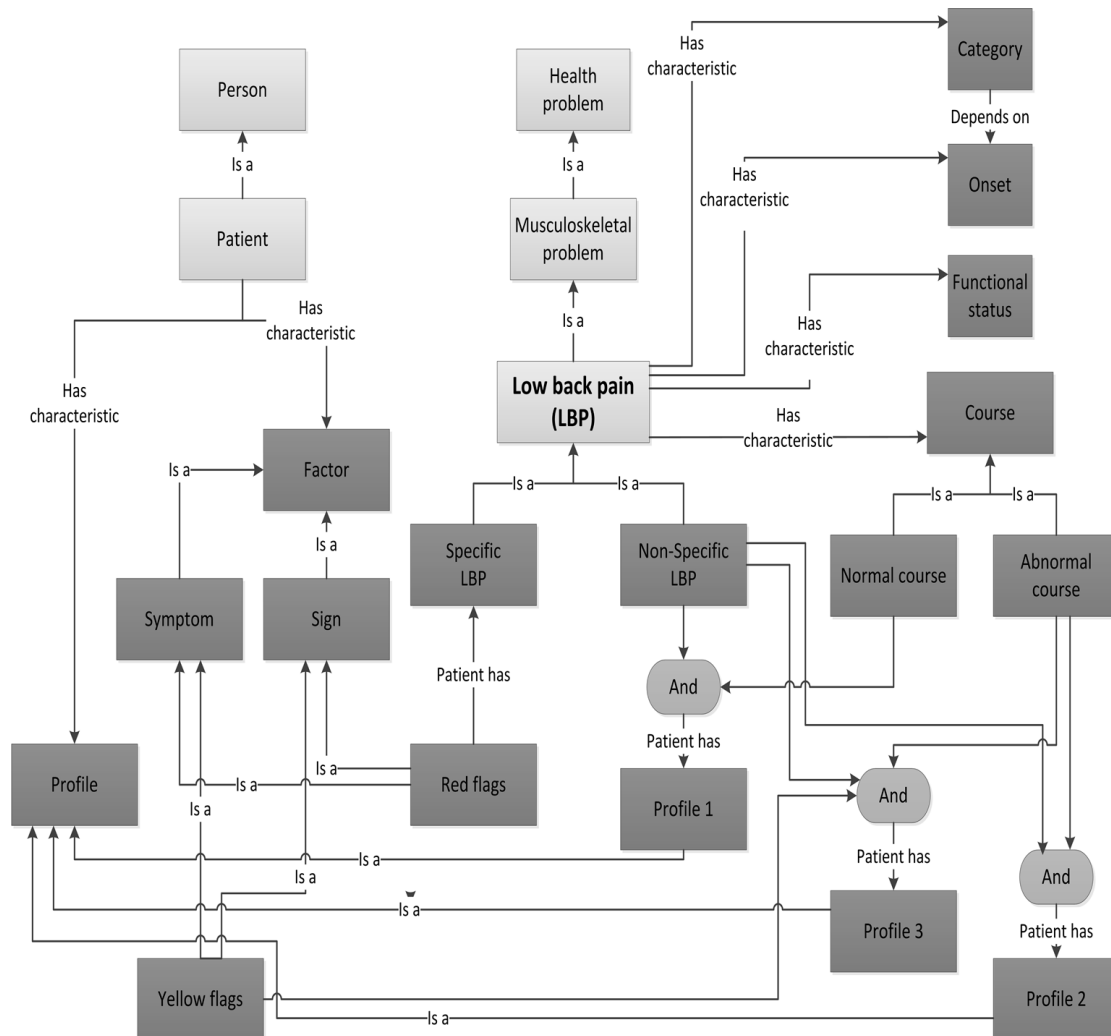 Has
characteristic
Category
Person
Health
problem
Depends on
Is a
Is a
Has
characteristic
Onset
Patient
Musculoskeletal
problem
Functional
status
Has
characteristic
Is a
Has
characteristic
Has
characteristic
Low back pain
(LBP)
Has
characteristic
Course
Is a
Factor
Is a
Is a
Is a
Is a
Is a
Specific
LBP
Non-Specific
LBP
Normal course
Abnormal
course
Symptom
Sign
Patient has
And
Patient has
Is a
Profile
Is a
Red flags
Profile 1
And
Is a
Patient has
Is a
Is a
And
Is a
Profile 3
Patient has
Yellow flags
Profile 2
Is a